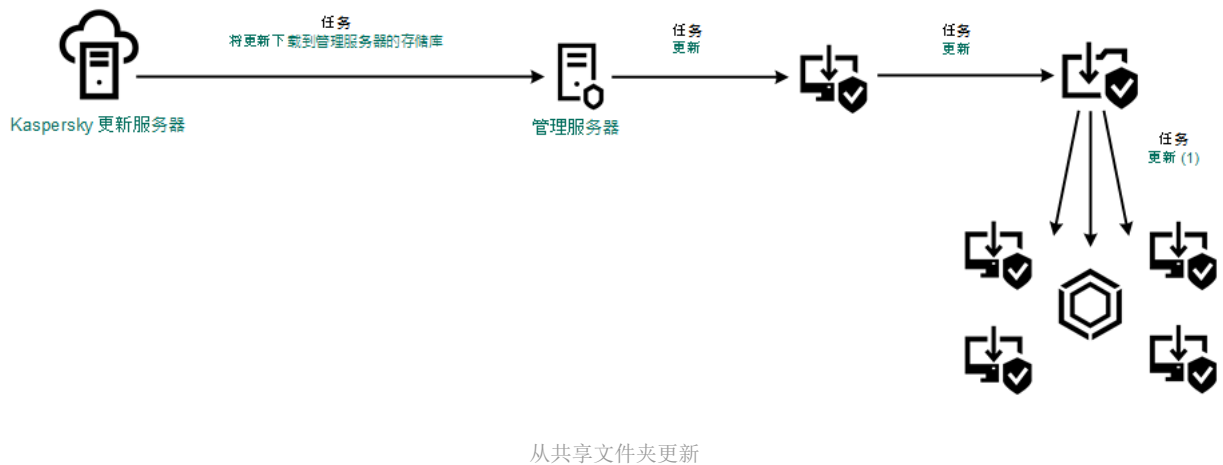 任务
将更新下载到管理服务器的存储库
任务
更新
任务
更新
Kaspersky 更新服务器
管理服务器
任务
更新 (1)
从共享文件夹更新